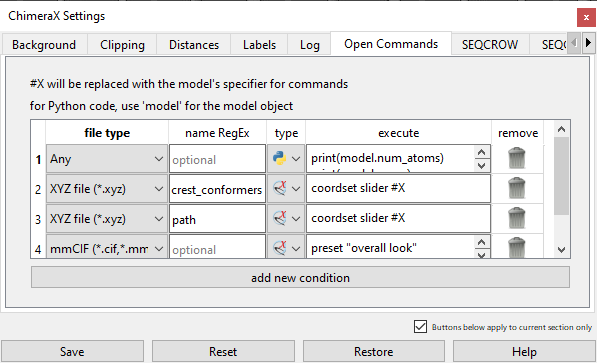 ChimeraX Settings
x
Background Clipping Distances Labels Log Open Commands SEQCROW
#X will be replaced with the model's specifier for commands
for Python code, use 'model' for the model object
file type name RegEx type execute remove
1 Any optional print(model.num_atoms)
2 XYZ file (*.xyz) crest_conformers coordset slider #X
3 XYZ file (*.xyz) path coordset slider #X
4 mmCIF (*.cif,*.mm optional preset "overall look"
add new condition
Buttons below apply to current section only
Save Reset Restore Help